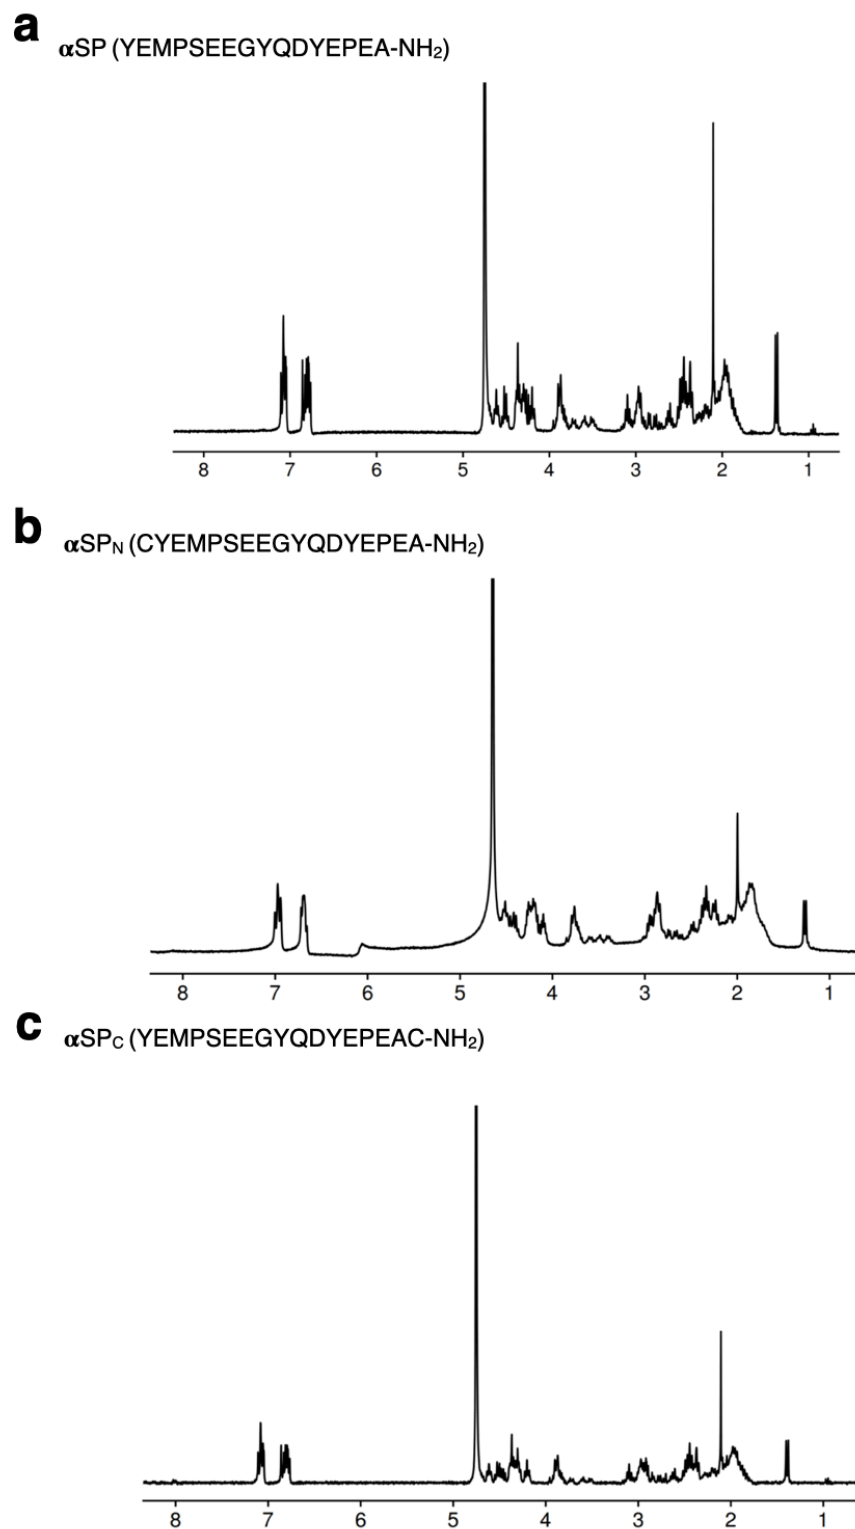 a
αSP (YEMPSEEGYQDYEPEA-NH₂)
8 7 6 5 4 3 2 1
b
αSPN (CYEMPSEEGYQDYEPEA-NH₂)
8 7 6 5 4 3 2 1
c
αSPC (YEMPSEEGYQDYEPEAC-NH₂)
8 7 6 5 4 3 2 1